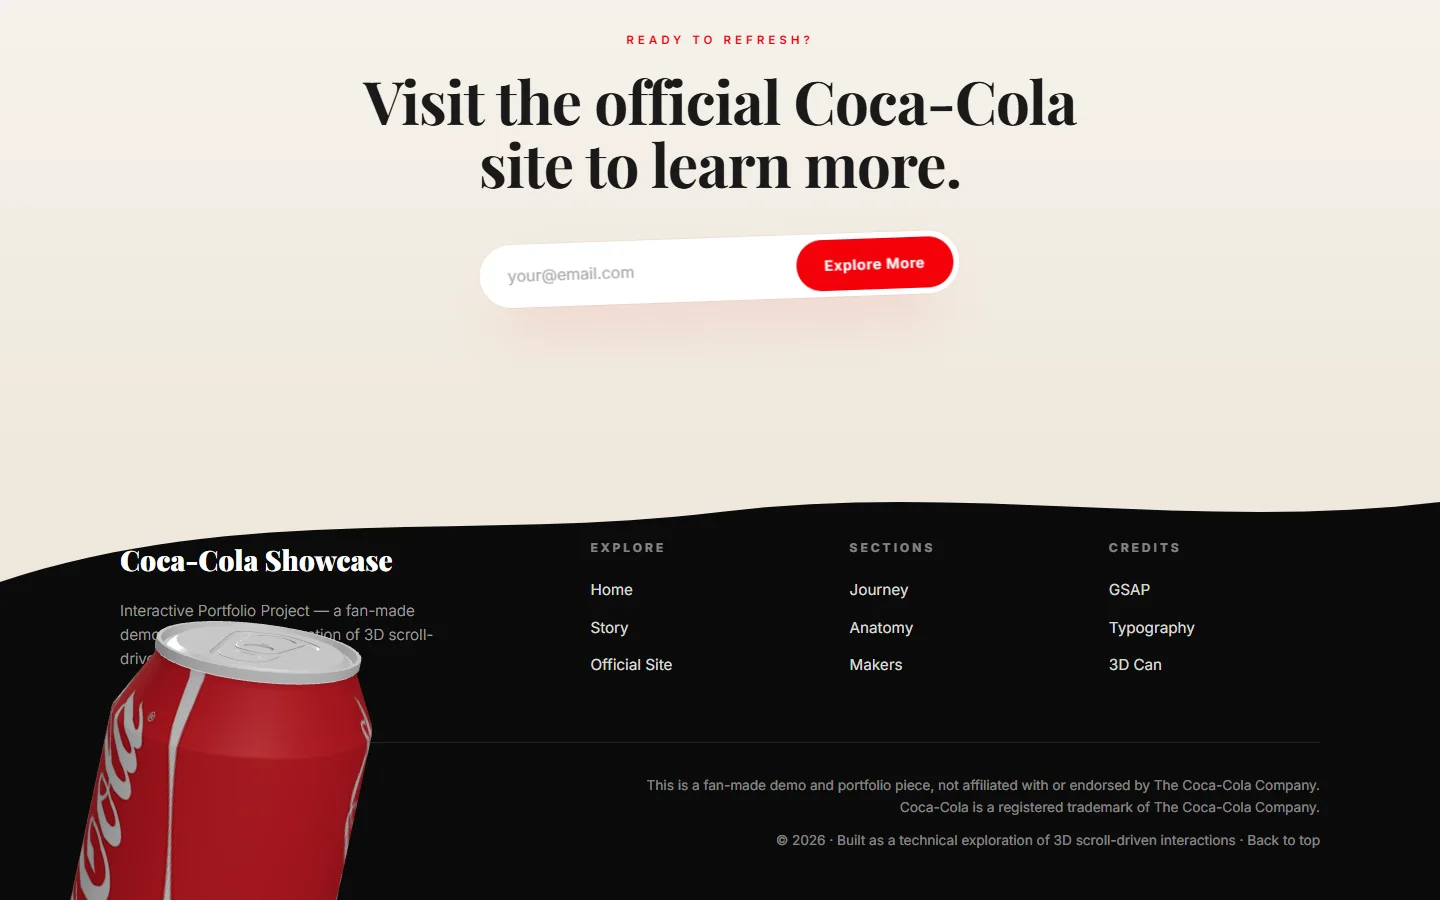 READY TO REFRESH?
Visit the official Coca-Cola
site to learn more.
your@email.com
Explore More
Coca-Cola Showcase
Interactive Portfolio Project — a fan-made
of 3D scroll-
EXPLORE
Home
Story
Official Site
SECTIONS
Journey
Anatomy
Makers
CREDITS
GSAP
Typography
3D Can
Cola ®
This is a fan-made demo and portfolio piece, not affiliated with or endorsed by The Coca-Cola Company.
Coca-Cola is a registered trademark of The Coca-Cola Company.
© 2026 · Built as a technical exploration of 3D scroll-driven interactions · Back to top